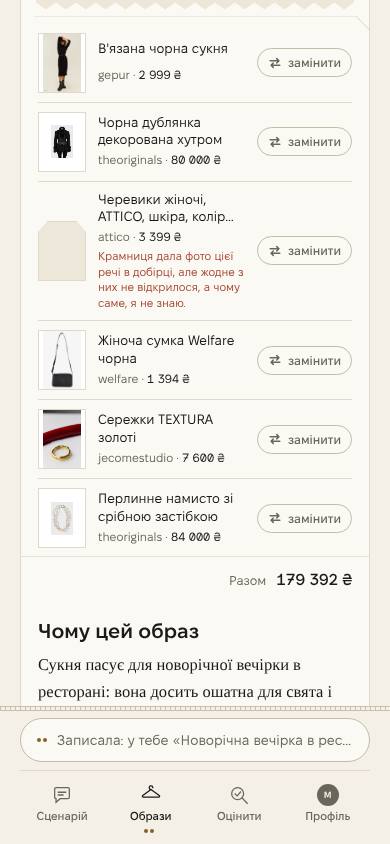 В'язана чорна сукня
gepur · 2 999 ₴
замінити
Чорна дублянка
декорована хутром
theoriginals · 80 000 ₴
замінити
Черевики жіночі,
ATTICO, шкіра, колір...
attico · 3 399 ₴
Крамниця дала фото цієї
речі в добірці, але жодне з
них не відкрилося, а чому
саме, я не знаю.
замінити
Жіноча сумка Welfare
чорна
welfare · 1 394 ₴
замінити
Сережки TEXTURA
золоті
jecomestudio · 7 600 ₴
замінити
Перлинне намисто зі
срібною застібкою
theoriginals · 84 000 ₴
замінити
Разом 179 392 ₴
Чому цей образ
Сукня пасує для новорічної вечірки в
ресторані: вона досить ошатна для свята і
Записала: у тебе «Новорічна вечірка в рес...
Сценарій
Образи
Оцінити
М
Профіль